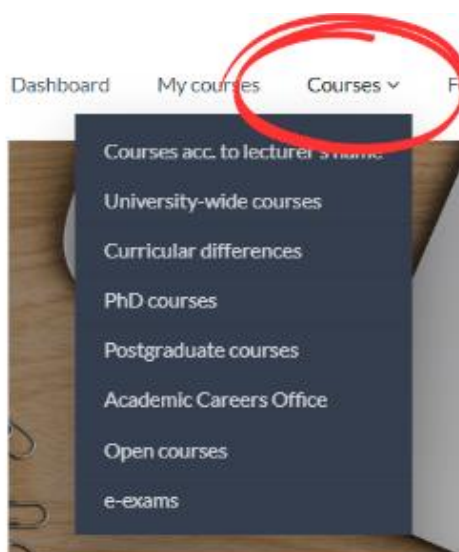 Dashboard My courses Courses
Courses acc. to lecturer's name
University-wide courses
Curricular differences
PhD courses
Postgraduate courses
Academic Careers Office
Open courses
e-exams